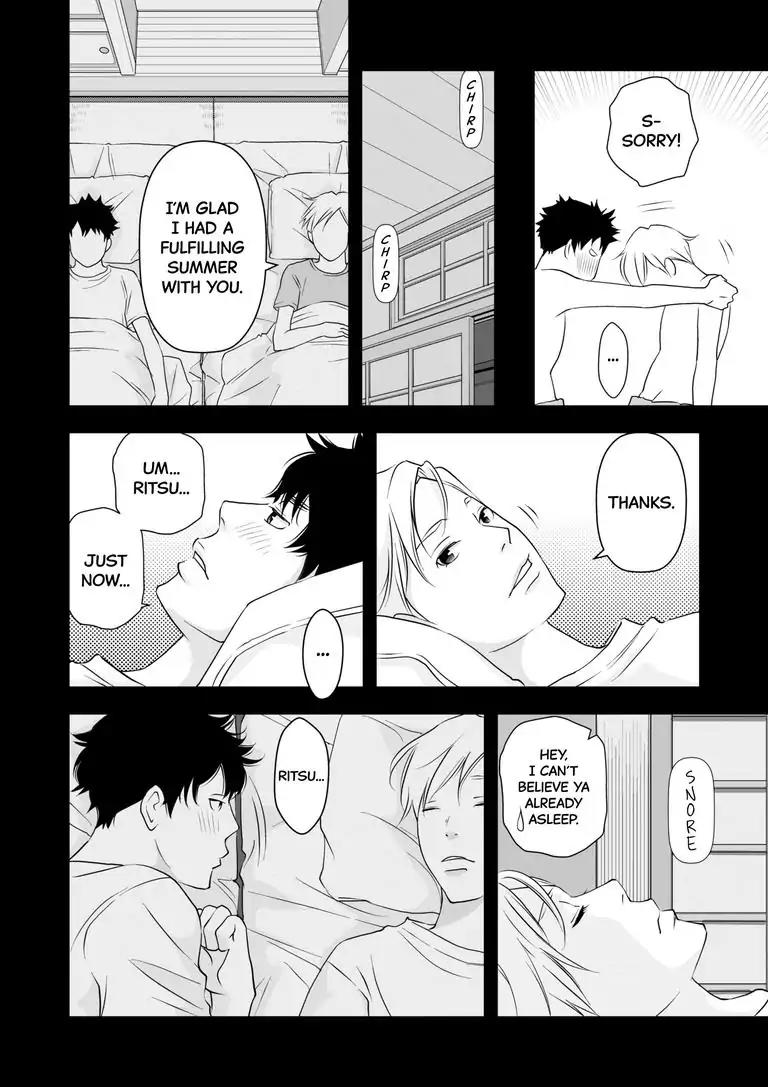 S-
SORRY!
...
CHIRP
CHIRP
I'M GLAD
I HAD A
FULFILLING
SUMMER
WITH YOU.
THANKS.
UM...
RITSU...
JUST
NOW...
...
SNORE
HEY,
I CAN'T
BELIEVE YA
ALREADY
ASLEEP.
RITSU...